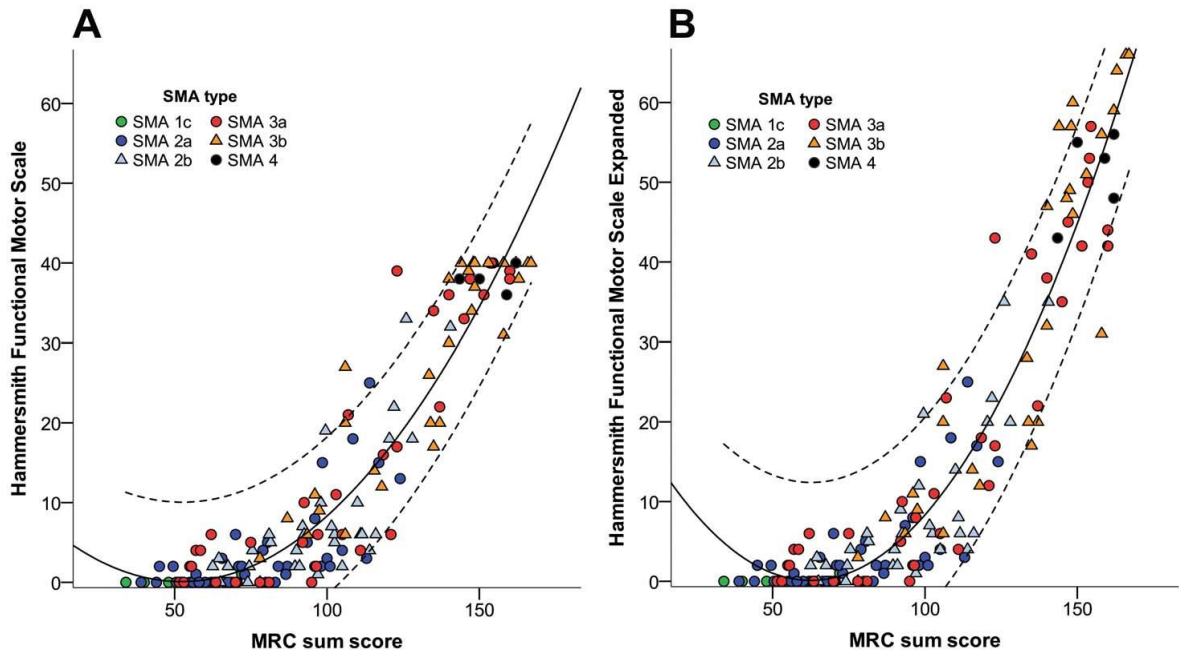 A
Hammersmith Functional Motor Scale
60
50
40
30
20
10
0
SMA type
SMA 1c
SMA 3a
SMA 2a
SMA 3b
SMA 2b
SMA 4
50
100
150
MRC sum score
B
Hammersmith Functional Motor Scale Expanded
60
50
40
30
20
10
0
SMA type
SMA 1c
SMA 3a
SMA 2a
SMA 3b
SMA 2b
SMA 4
50
100
150
MRC sum score